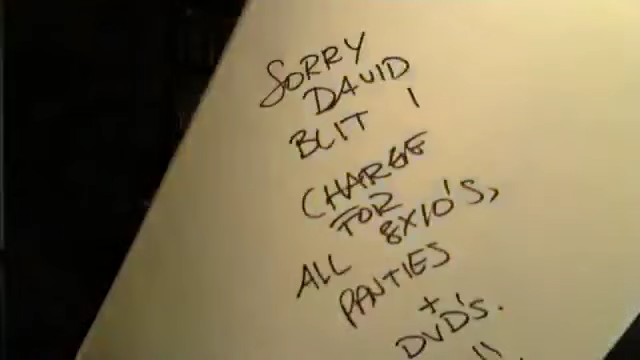 SORRY
DAVID
BUT I
CHARGE
FOR
ALL 8X10'S,
PANTIES
+
DVD'S.